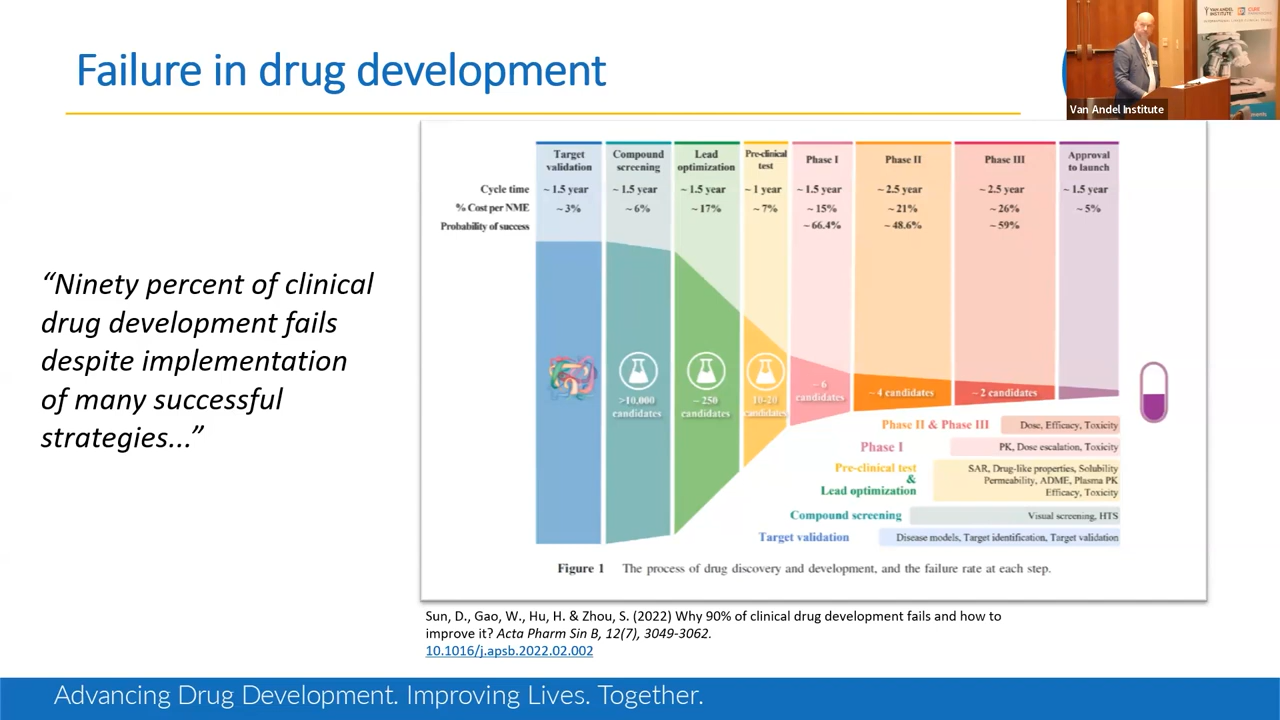 Failure in drug development
VAN ANDEL
INSTITUTE
CURE
Van Andel Institute
“Ninety percent of clinical
drug development fails
despite implementation
of many successful
strategies...”
Target
validation
Compound
screening
Lead
optimization
Pre-clinical
test
Phase I
Phase II
Phase III
Approval
to launch
Cycle time
~ 1.5 year
~ 1.5 year
~ 1.5 year
~ 1 year
~ 1.5 year
~ 2.5 year
~ 2.5 year
~ 1.5 year
% Cost per NME
~ 3%
~ 6%
~17%
~ 7%
~ 15%
~ 21%
~ 26%
~ 5%
Probability of success
~ 66.4%
~ 48.6%
~ 59%
>10,000
candidates
~ 250
candidates
10-20
candidates
~ 6
candidates
~ 4 candidates
~ 2 candidates
Phase II & Phase III
Dose, Efficacy, Toxicity
Phase I
PK, Dose escalation, Toxicity
Pre-clinical test
&
Lead optimization
SAR, Drug-like properties, Solubility
Permeability, ADME, Plasma PK
Efficacy, Toxicity
Compound screening
Visual screening, HTS
Target validation
Disease models, Target identification, Target validation
Figure 1 The process of drug discovery and development, and the failure rate at each step.
Sun, D., Gao, W., Hu, H. & Zhou, S. (2022) Why 90% of clinical drug development fails and how to
improve it? Acta Pharm Sin B, 12(7), 3049-3062.
10.1016/j.apsb.2022.02.002
Advancing Drug Development. Improving Lives. Together.